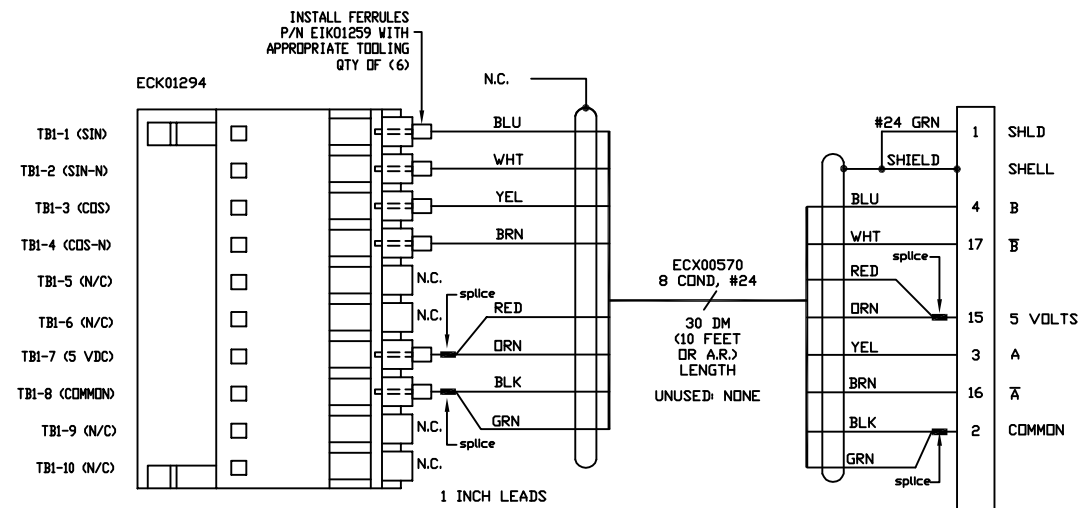 INSTALL FERRULES
P/N EIK01259 WITH
APPROPRIATE TOOLING
QTY OF (6)
ECK01294
TB1-1 (SIN)
TB1-2 (SIN-N)
TB1-3 (COS)
TB1-4 (COS-N)
TB1-5 (N/C)
TB1-6 (N/C)
TB1-7 (5 VDC)
TB1-8 (COMMON)
TB1-9 (N/C)
TB1-10 (N/C)
N.C.
BLU
WHT
YEL
BRN
N.C.
N.C.
splice
RED
ORN
BLK
GRN
splice
N.C.
N.C.
1 INCH LEADS
ECX00570
8 COND, #24
30 DM
(10 FEET
OR A.R.)
LENGTH
UNUSED: NONE
#24 GRN
SHIELD
BLU
WHT
splice
RED
ORN
YEL
BRN
BLK
GRN
splice
1 SHLD
SHELL
4 B
17 B̅
15 5 VOLTS
3 A
16 A̅
2 COMMON